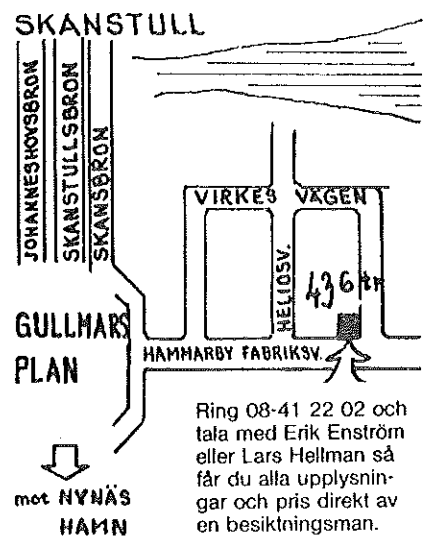 SKANSTULL
JOHANNESHOVSBRON
SKANSTULLSBRON
SKANSBRON
VIRKES VÄGEN
HELIOSV.
GULLMARS
PLAN
HAMMARBY FABRIKSV.
Ring 08-41 22 02 och
tala med Erik Enström
eller Lars Hellman så
får du alla upplysnin-
gar och pris direkt av
en besiktningsman.
mot NYNÄS
HAMN